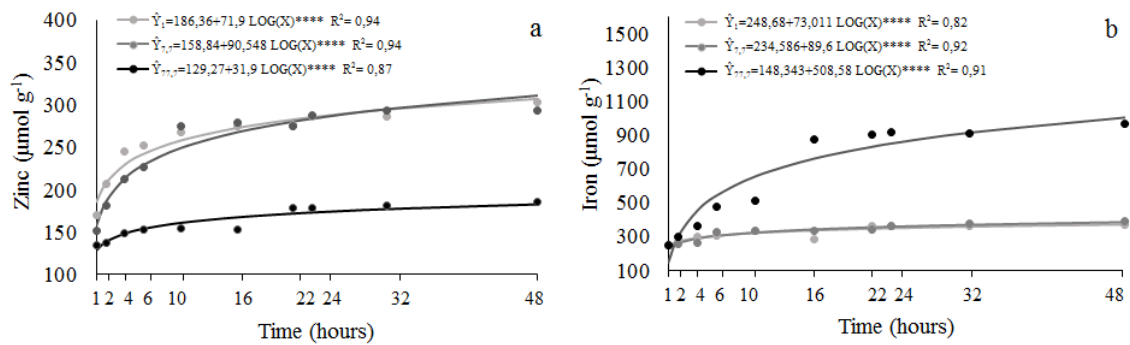 Ŷ1=186,36+71,9 LOG(X)**** R2= 0,94
Ŷ7,7=158,84+90,548 LOG(X)**** R2= 0,94
Ŷ77,7=129,27+31,9 LOG(X)**** R2= 0,87
a
400
350
300
250
200
150
100
Zinc (µmol g-1)
1 2 4 6 10 16 22 24 32 48
Time (hours)
Ŷ1=248,68+73,011 LOG(X)**** R2= 0,82
Ŷ7,7=234,586+89,6 LOG(X)**** R2= 0,92
Ŷ77,7=148,343+508,58 LOG(X)**** R2= 0,91
b
1500
1300
1100
900
700
500
300
100
Iron (µmol g-1)
1 2 4 6 10 16 22 24 32 48
Time (hours)